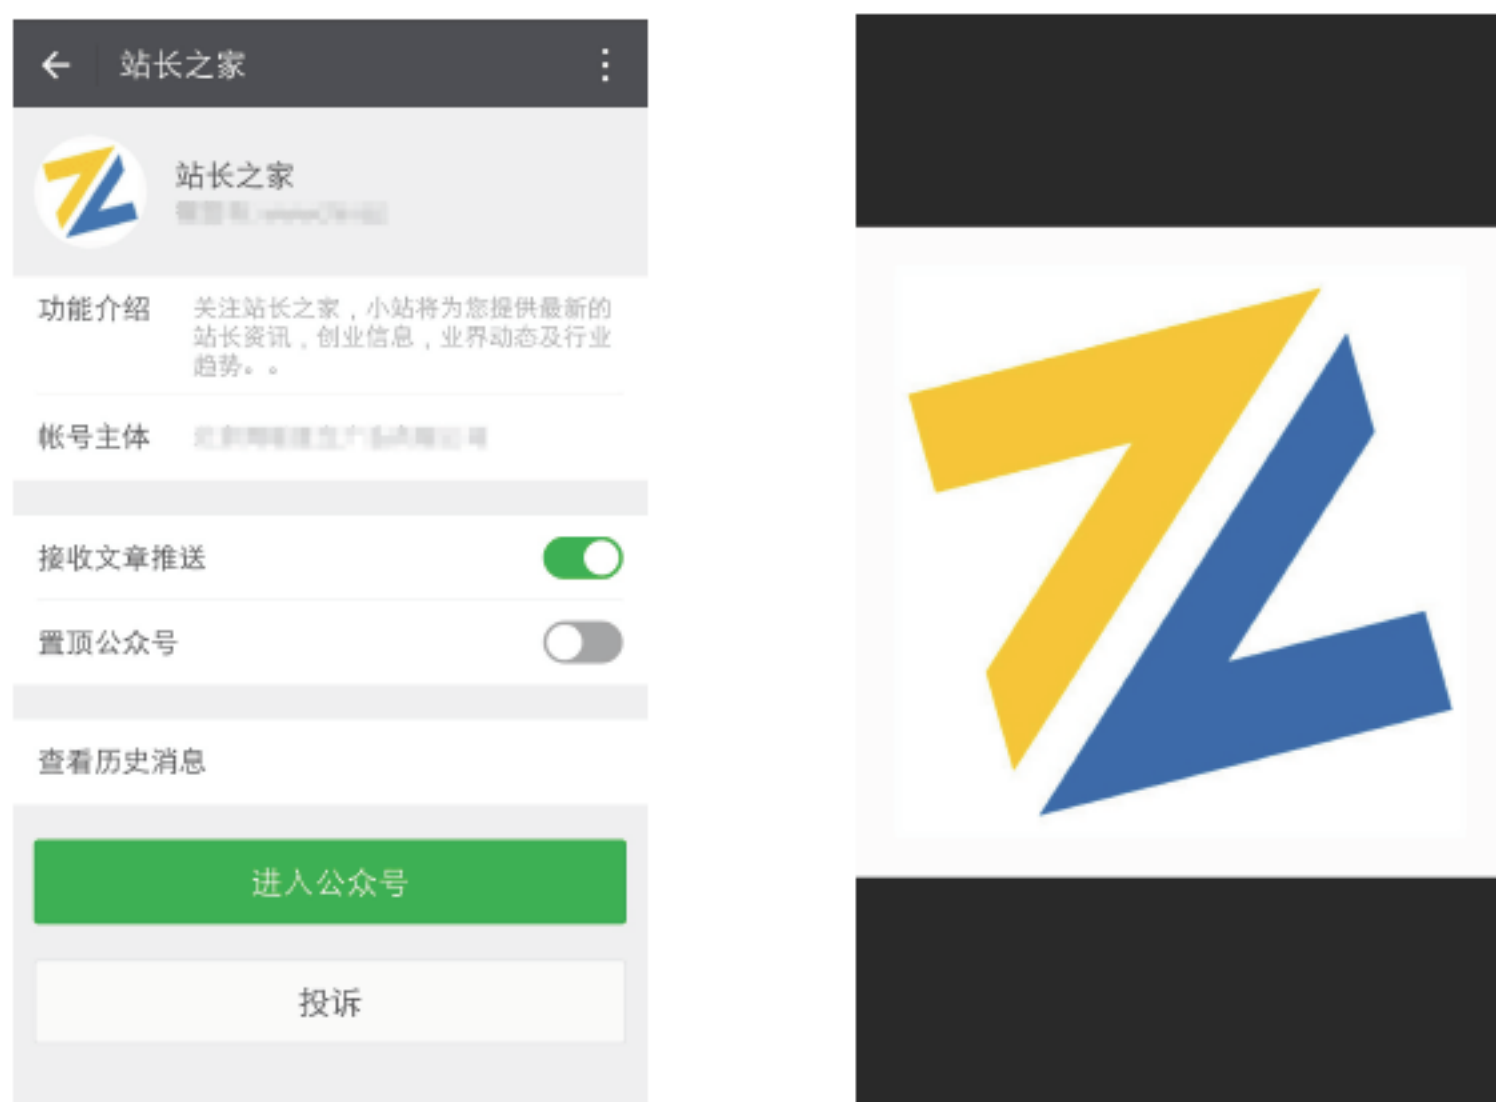 站长之家
站长之家
功能介绍
关注站长之家，小站将为您提供最新的
站长资讯，创业信息，业界动态及行业
趋势。。
帐号主体
接收文章推送
置顶公众号
查看历史消息
进入公众号
投诉